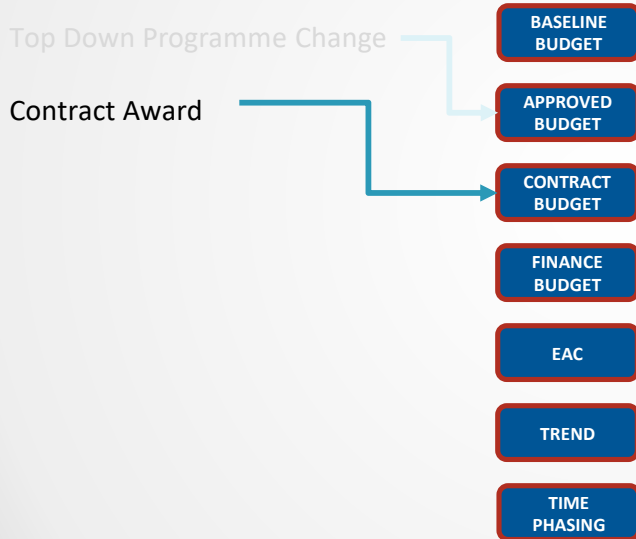 Top Down Programme Change
Contract Award
BASELINE
BUDGET
APPROVED
BUDGET
CONTRACT
BUDGET
FINANCE
BUDGET
EAC
TREND
TIME
PHASING